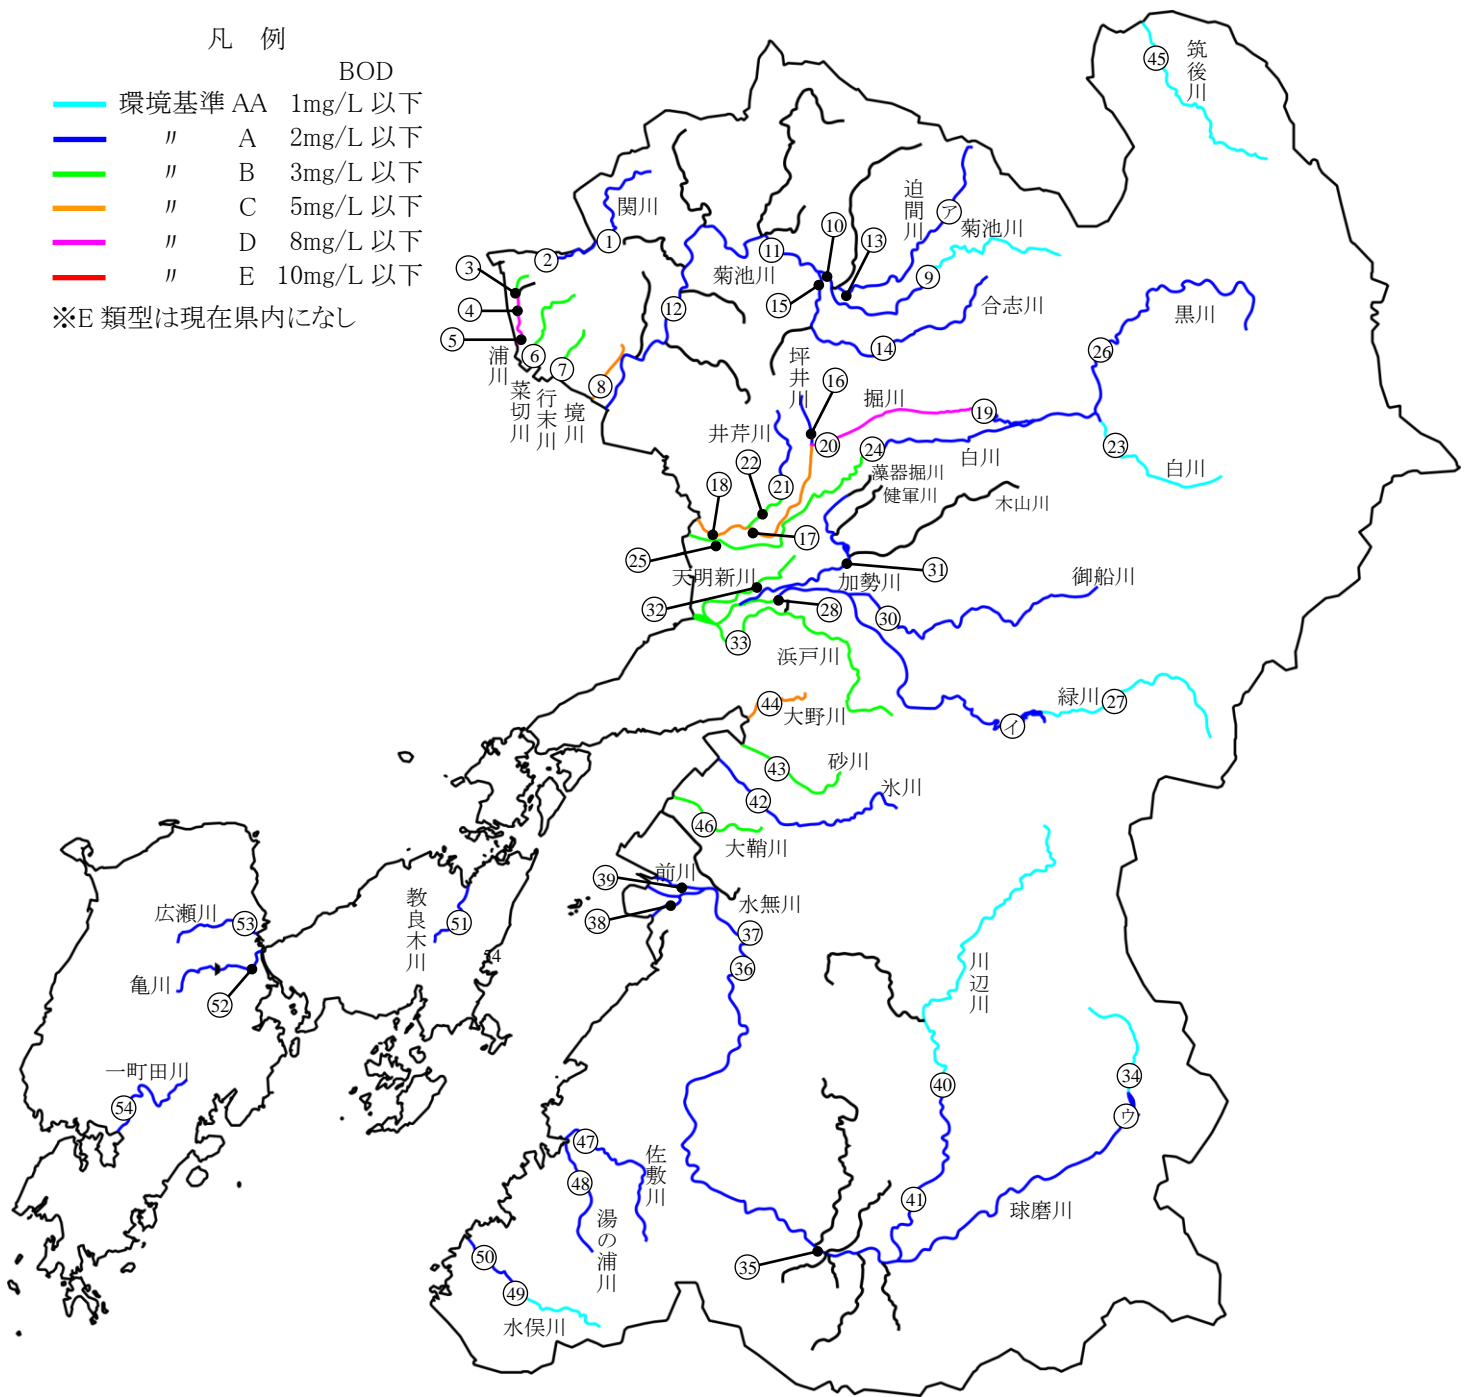 凡 例
BOD
環境基準 AA 1mg/L 以下
〃 A 2mg/L 以下
〃 B 3mg/L 以下
〃 C 5mg/L 以下
〃 D 8mg/L 以下
〃 E 10mg/L 以下
※E 類型は現在県内になし
㊺
筑後川
関川
①
②
③
④
⑤
浦川
⑥
菜切川
⑦
行末川
⑧
境川
迫間川
㋐
菊池川
⑨
⑩
⑬
⑪
菊池川
⑮
⑫
合志川
⑭
黒川
㉖
坪井川
⑯
堀川
⑲
⑳
井芹川
㉒
㉑
㉔
白川
㉓
白川
藻器掘川
健軍川
木山川
⑱
⑰
㉕
天明新川
加勢川
㉛
御船川
㉜
㉘
㉚
㉝
浜戸川
緑川
㉗
㋑
㊹
大野川
㊸
砂川
㊷
氷川
㊻
大鞘川
前川
㊴
㊳
水無川
㊲
㊱
教良木川
51
54
広瀬川
53
亀川
52
一町田川
54
川辺川
㊵
㉞
㋒
㊶
球磨川
㉟
㊼
佐敷川
㊽
湯の浦川
㊿
㊾
水俣川